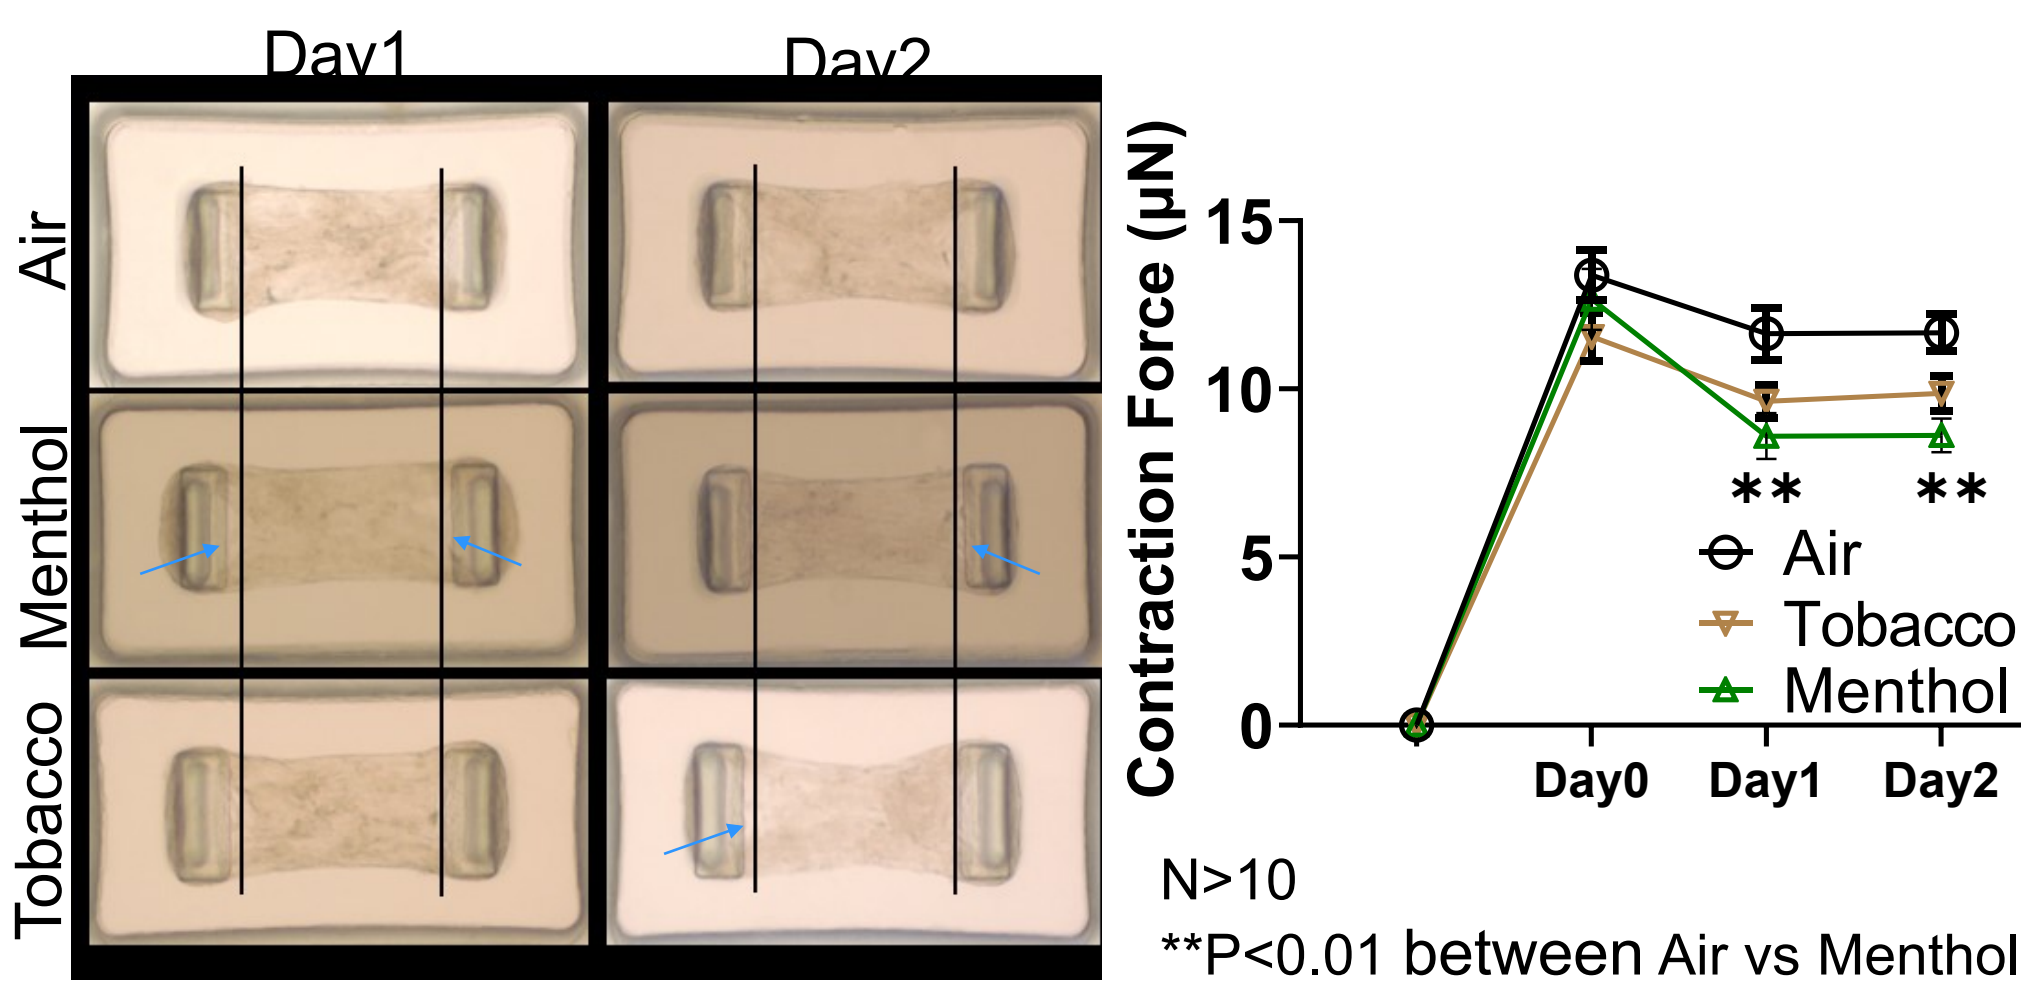 Day1
Day2
Air
Menthol
Tobacco
Contraction Force (μN)
15
10
5
0
**
**
Air
Tobacco
Menthol
Day0
Day1
Day2
N>10
**P<0.01 between Air vs Menthol